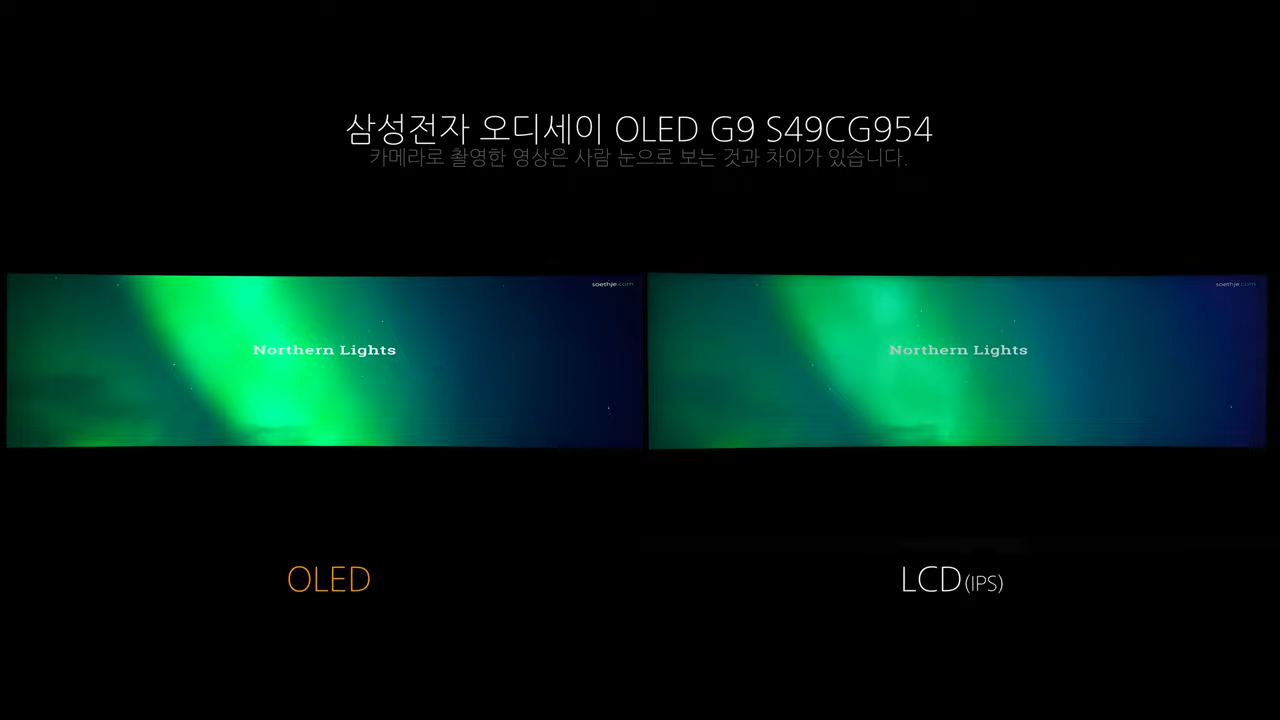 삼성전자 오디세이 OLED G9 S49CG954
카메라로 촬영한 영상은 사람 눈으로 보는 것과 차이가 있습니다.
soethje.com
soethje.com
Northern Lights
Northern Lights
OLED
LCD(IPS)